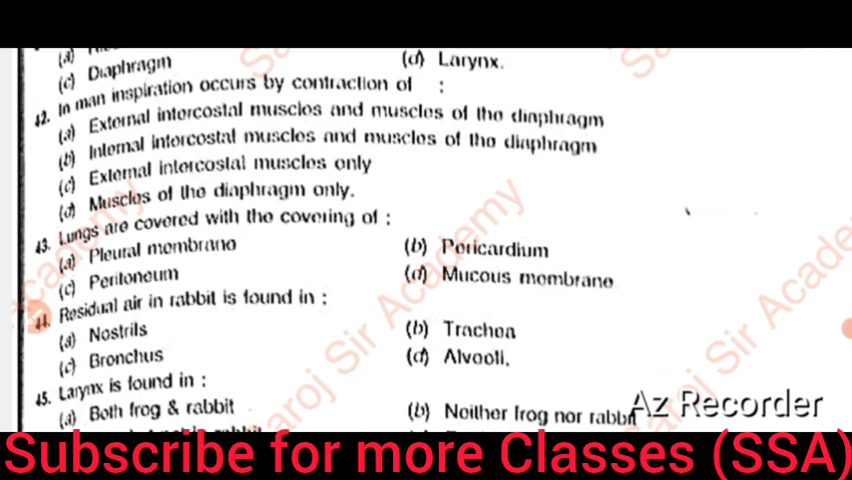 (a)
(d) Larynx.
(c) Diaphragm
42. In man inspiration occurs by contraction of :
(a) External intercostal muscles and muscles of the diaphragm
(b) Internal intercostal muscles and muscles of the diaphragm
(c) External intercostal muscles only
(d) Muscles of the diaphragm only.
43. Lungs are covered with the covering of :
(a) Pleural membrane
(b) Pericardium
(c) Peritoneum
(d) Mucous membrane
44. Residual air in rabbit is found in :
(a) Nostrils
(b) Trachea
(c) Bronchus
(d) Alveoli.
45. Larynx is found in :
(a) Both frog & rabbit
(b) Neither frog nor rabbit
Az Recorder
Saroj Sir Academy
Subscribe for more Classes (SSA)